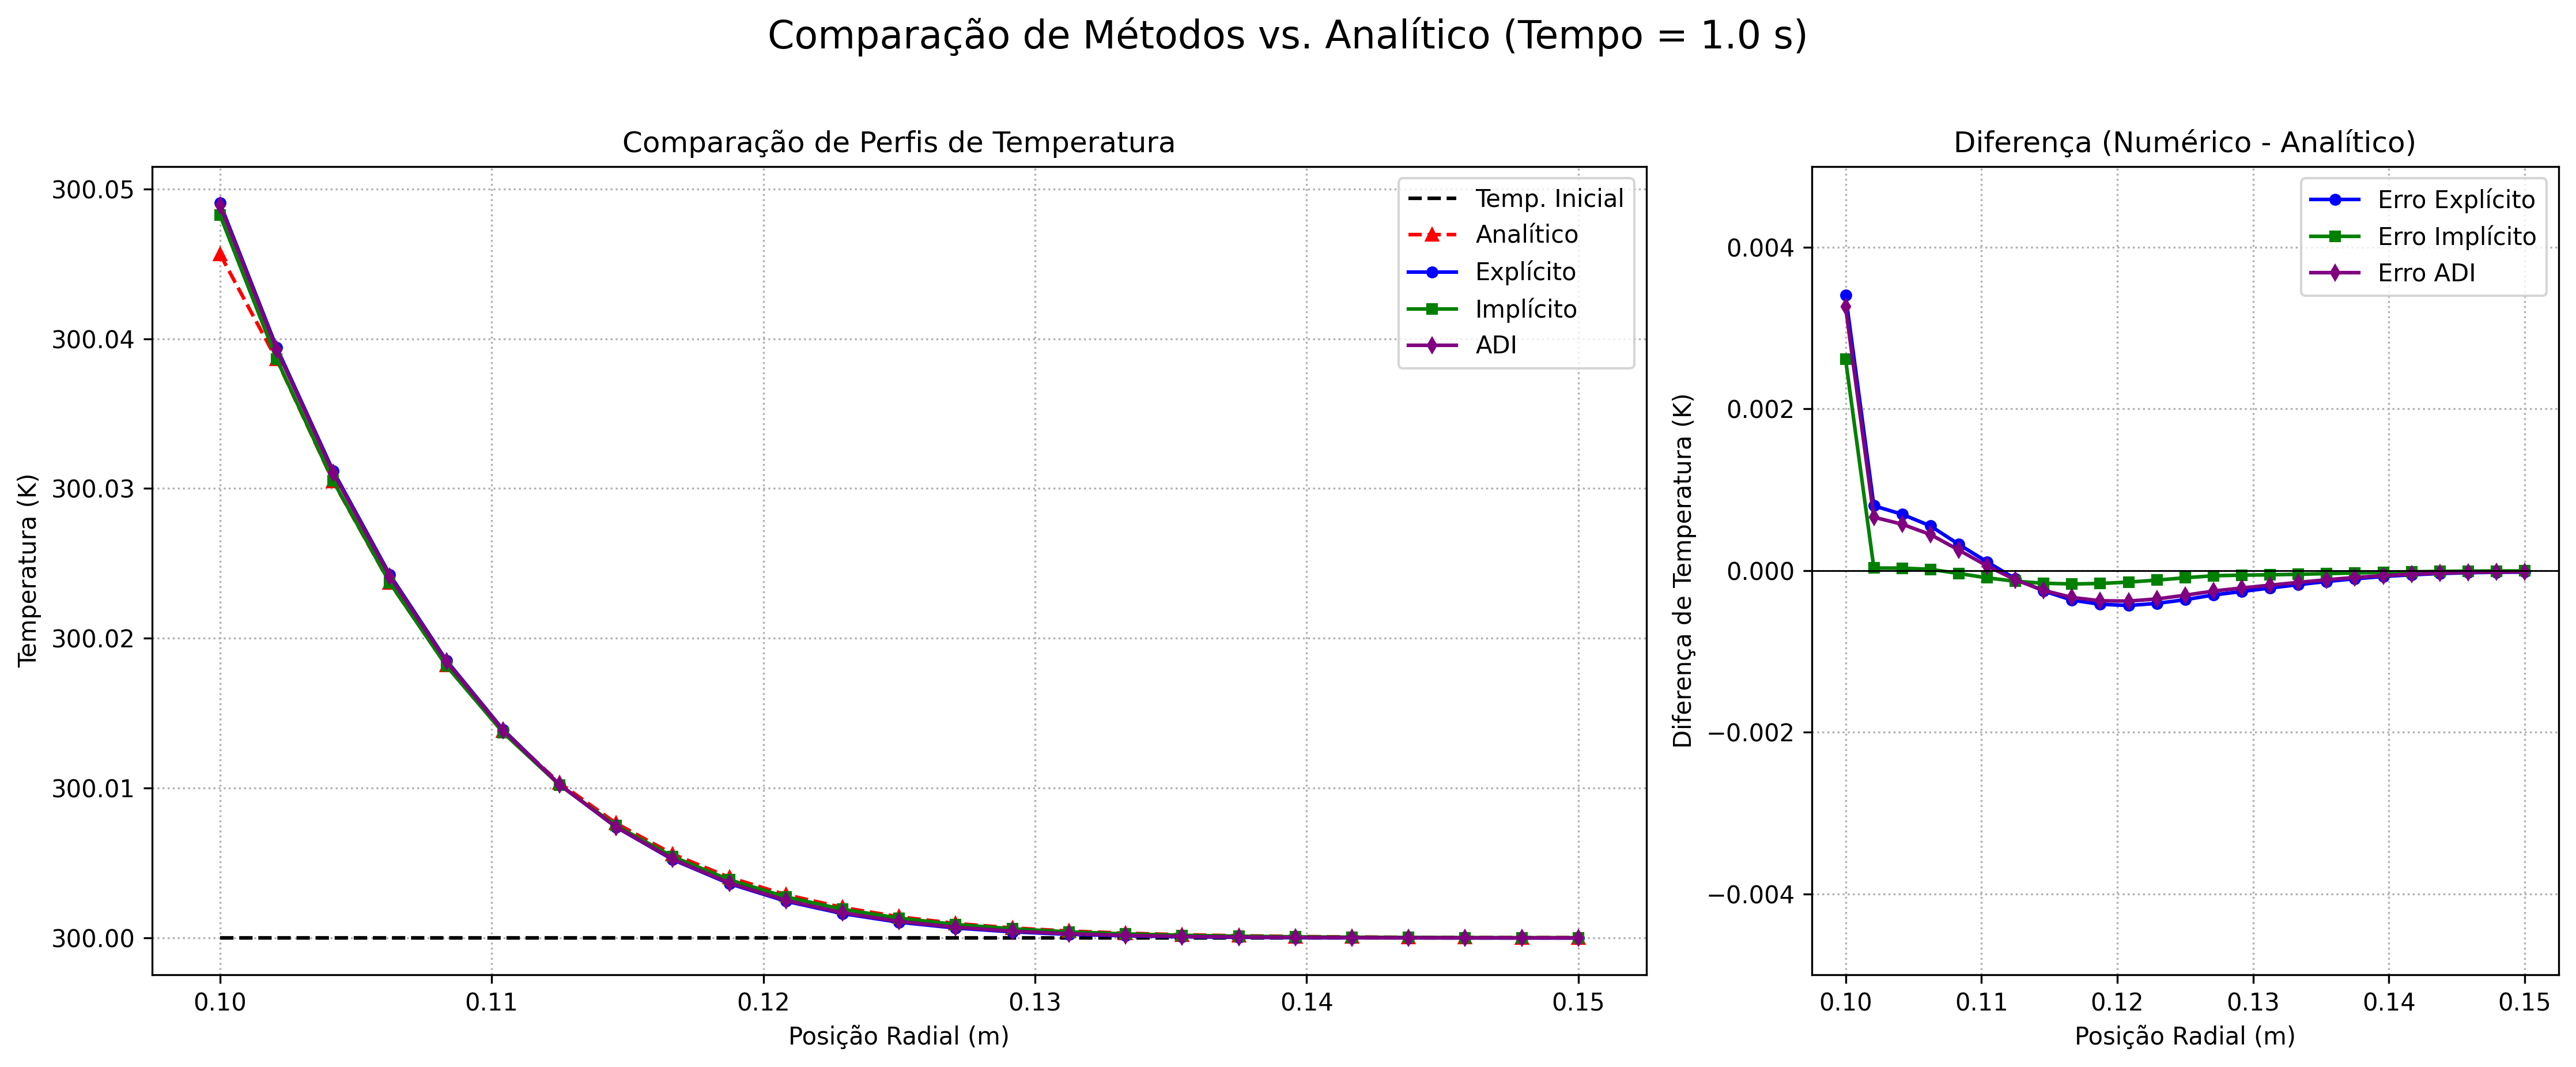 Comparação de Métodos vs. Analítico (Tempo = 1.0 s)
Comparação de Perfis de Temperatura
300.05
300.04
300.03
300.02
300.01
300.00
Temperatura (K)
0.10 0.11 0.12 0.13 0.14 0.15
Posição Radial (m)
Temp. Inicial
Analítico
Explícito
Implícito
ADI
Diferença (Numérico - Analítico)
0.004
0.002
0.000
−0.002
−0.004
Diferença de Temperatura (K)
0.10 0.11 0.12 0.13 0.14 0.15
Posição Radial (m)
Erro Explícito
Erro Implícito
Erro ADI